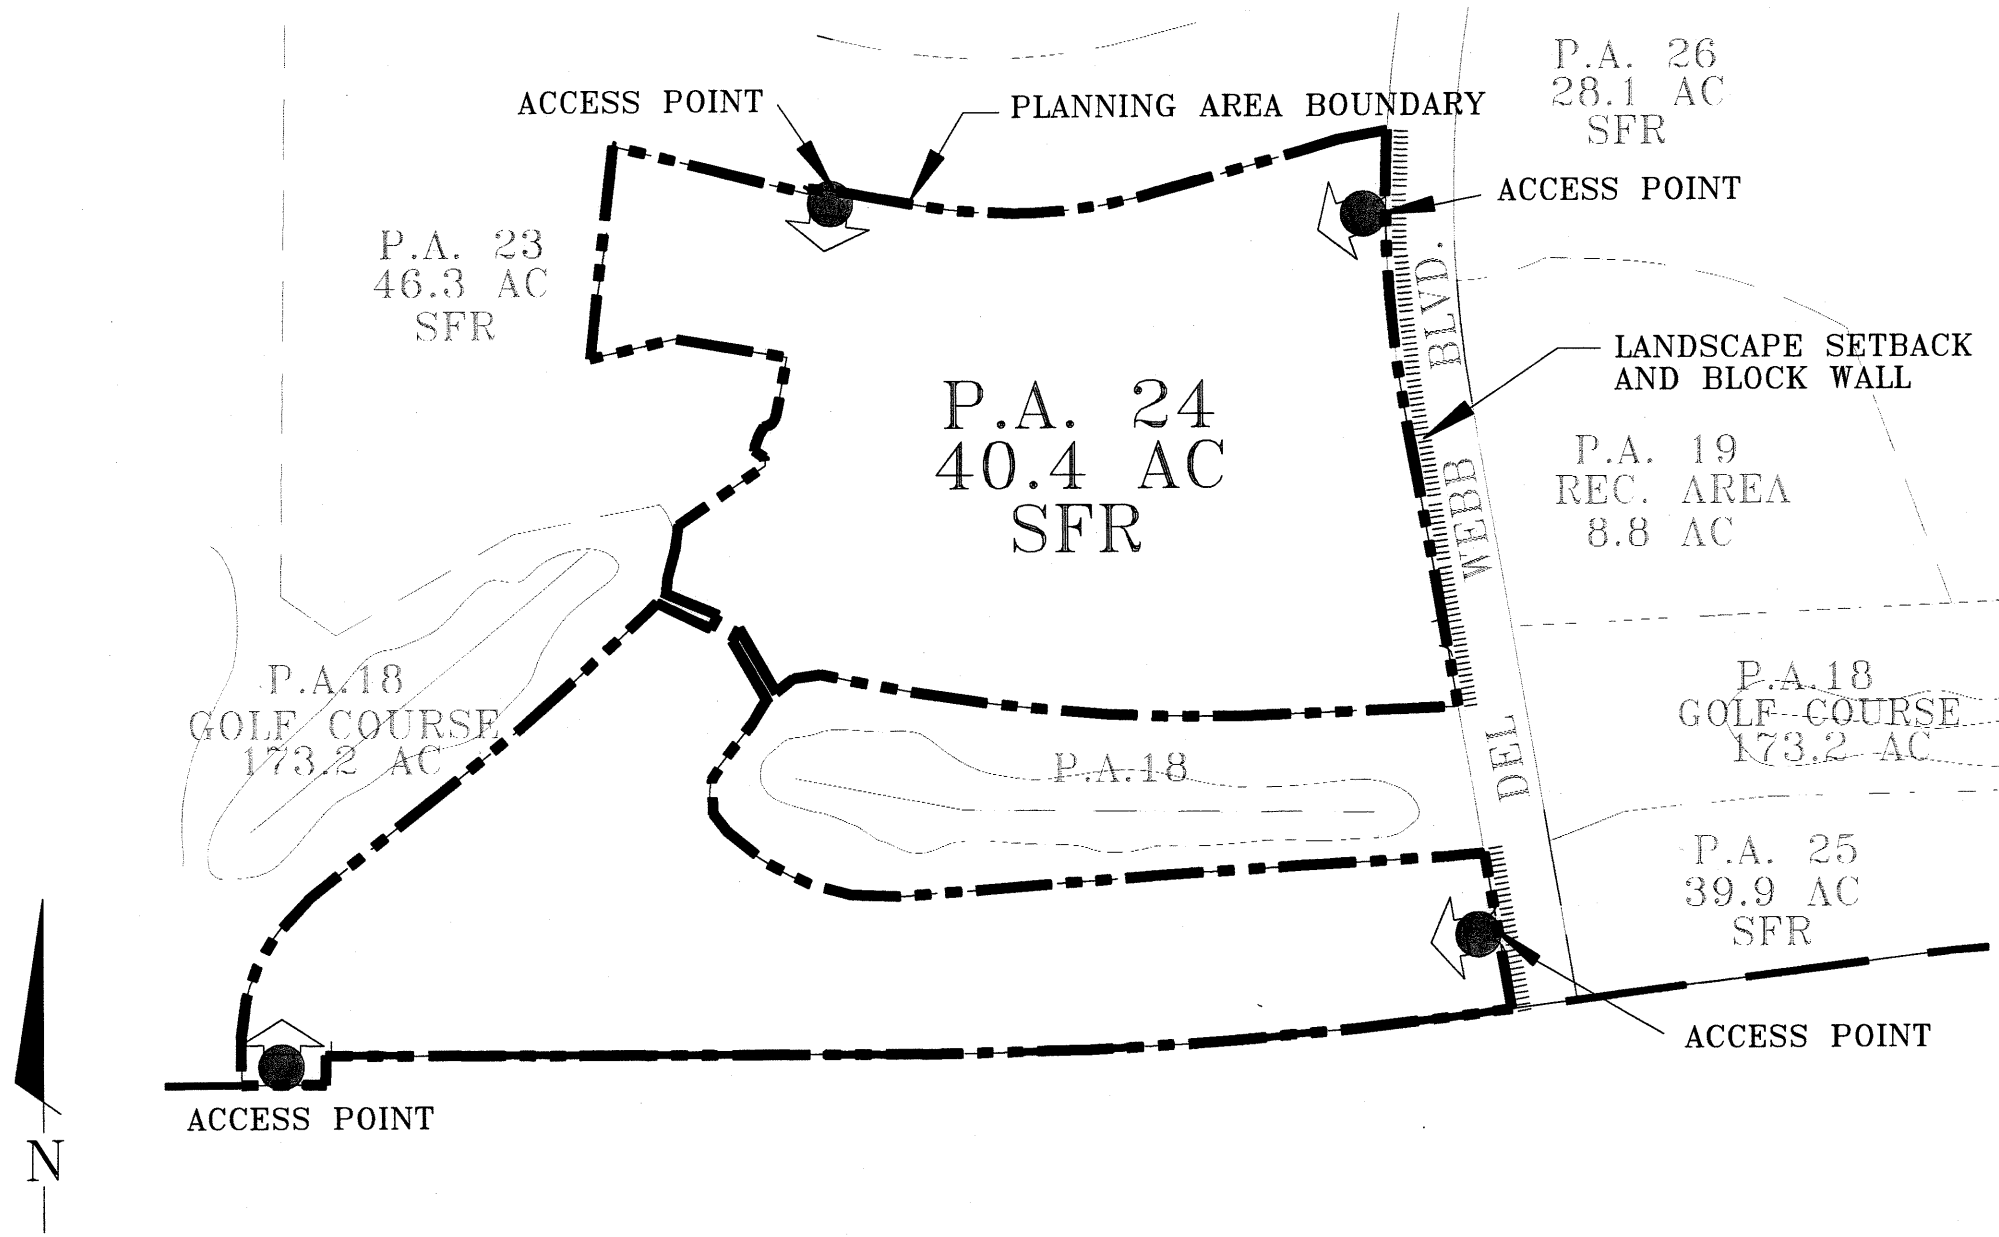 P.A. 26
28.1 AC
SFR
ACCESS POINT
PLANNING AREA BOUNDARY
ACCESS POINT
P.A. 23
46.3 AC
SFR
LANDSCAPE SETBACK
AND BLOCK WALL
P.A. 24
40.4 AC
SFR
DEL WEBB BLVD.
P.A. 19
REC. AREA
8.8 AC
P.A.18
GOLF COURSE
173.2 AC
P.A.18
GOLF COURSE
173.2 AC
P.A.18
P.A. 25
39.9 AC
SFR
ACCESS POINT
ACCESS POINT
N